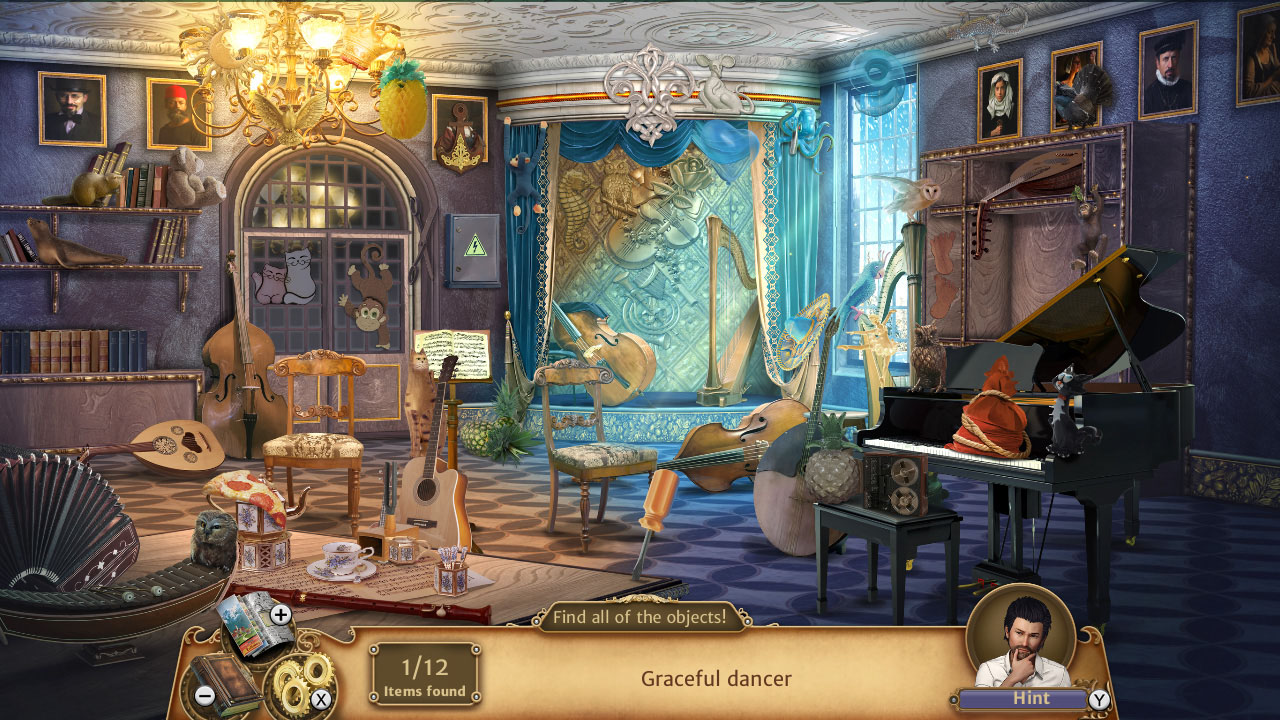 Find all of the objects!
+
1/12
Items found
Graceful dancer
−
X
Hint
Y